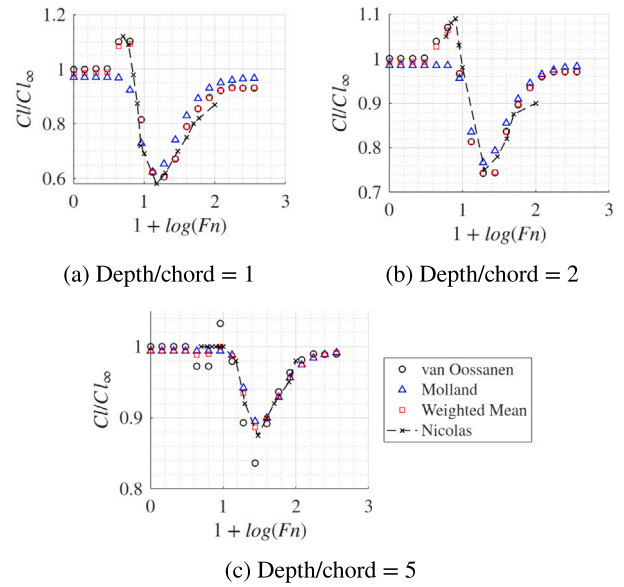 1.2
1
0.8
0.6
Cl/Cl∞
0 1 2 3
1 + log(Fn)
(a) Depth/chord = 1
1.1
1
0.9
0.8
0.7
Cl/Cl∞
0 1 2 3
1 + log(Fn)
(b) Depth/chord = 2
1
0.9
0.8
Cl/Cl∞
0 1 2 3
1 + log(Fn)
van Oossanen
Molland
Weighted Mean
Nicolas
(c) Depth/chord = 5